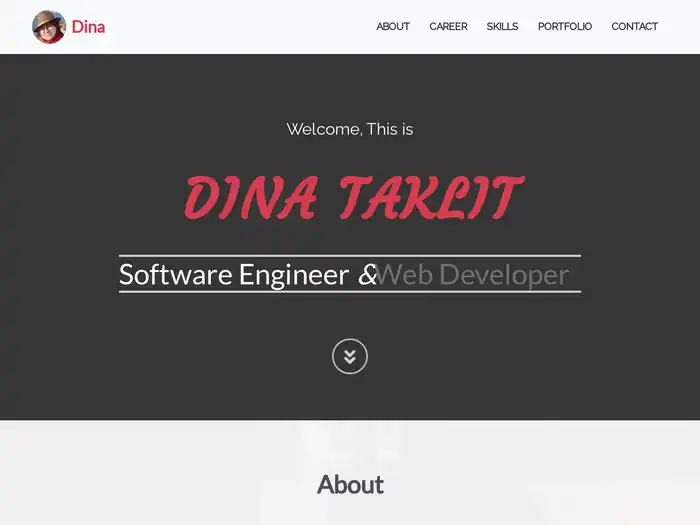 Dina
ABOUT CAREER SKILLS PORTFOLIO CONTACT
Welcome, This is
DINA TAKLIT
Software Engineer & Web Developer
About